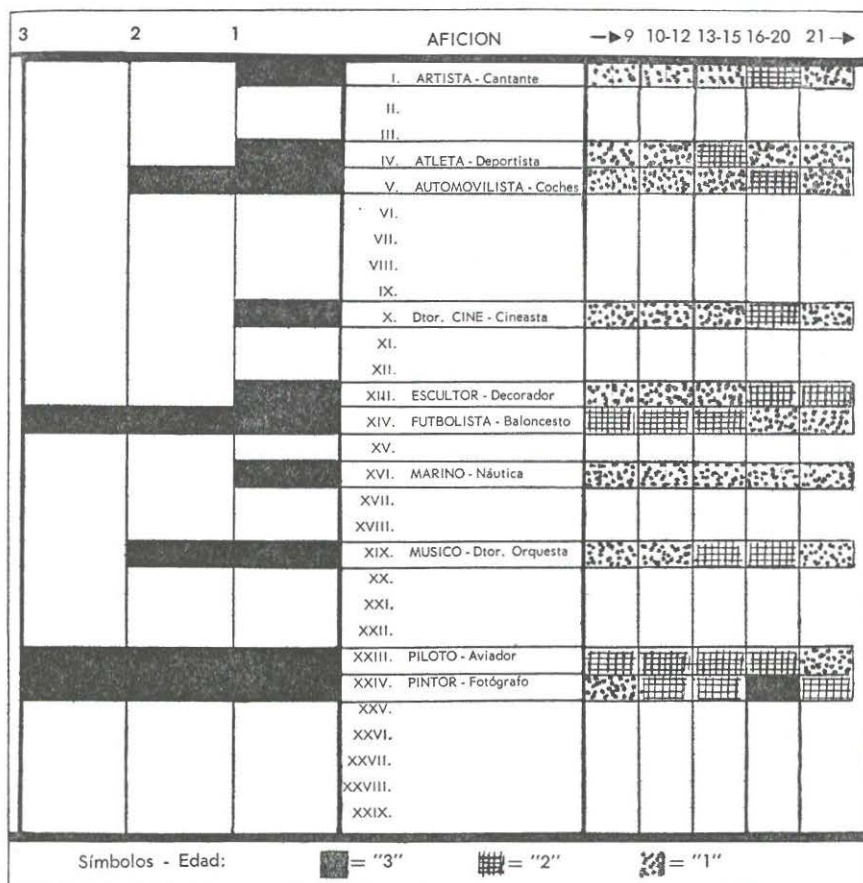 3 2 1 AFICION → 9 10-12 13-15 16-20 21 →
I. ARTISTA - Cantante
II.
III.
IV. ATLETA - Deportista
V. AUTOMOVILISTA - Coches
VI.
VII.
VIII.
IX.
X. Dtor. CINE - Cineasta
XI.
XII.
XIII. ESCULTOR - Decorador
XIV. FUTBOLISTA - Baloncesto
XV.
XVI. MARINO - Náutica
XVII.
XVIII.
XIX. MUSICO - Dtor. Orquesta
XX.
XXI.
XXII.
XXIII. PILOTO - Aviador
XXIV. PINTOR - Fotógrafo
XXV.
XXVI.
XXVII.
XXVIII.
XXIX.
Símbolos - Edad: = "3" = "2" = "1"